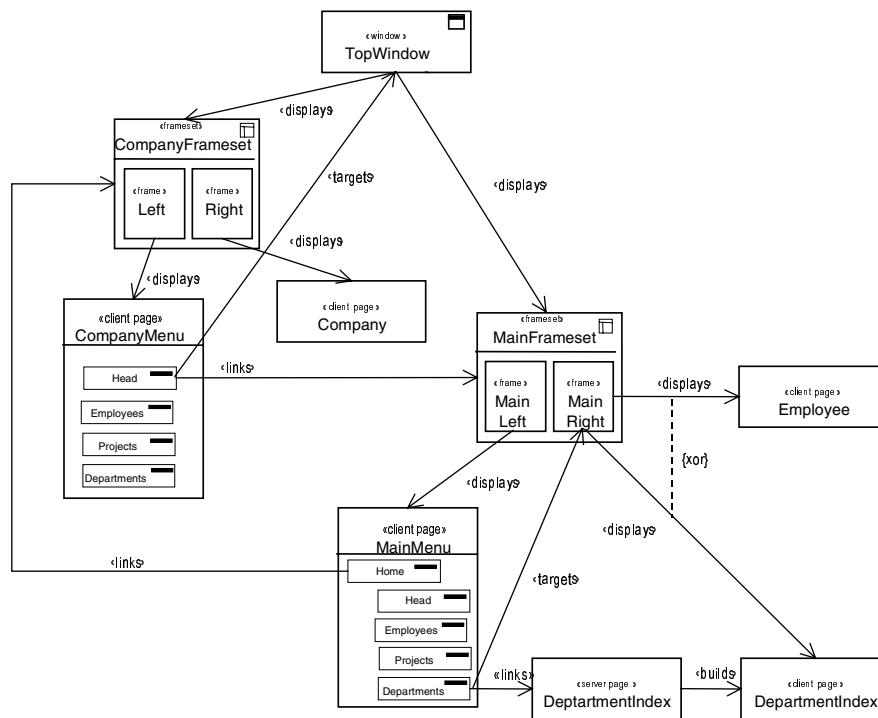 «window»
TopWindow
«displays»
«frameset»
CompanyFrameset
«targets»
«displays»
«frame»
Left
«frame»
Right
«displays»
«displays»
«client page»
CompanyMenu
«client page»
Company
«frameset»
MainFrameset
Head
«links»
Employees
Projects
Departments
«frame»
Main
Left
«frame»
Main
Right
«displays»
«client page»
Employee
{xor}
«displays»
«displays»
«client page»
MainMenu
«links»
Home
«targets»
Head
Employees
Projects
Departments
«links»
«server page»
DeptartmentIndex
«builds»
«client page»
DepartmentIndex